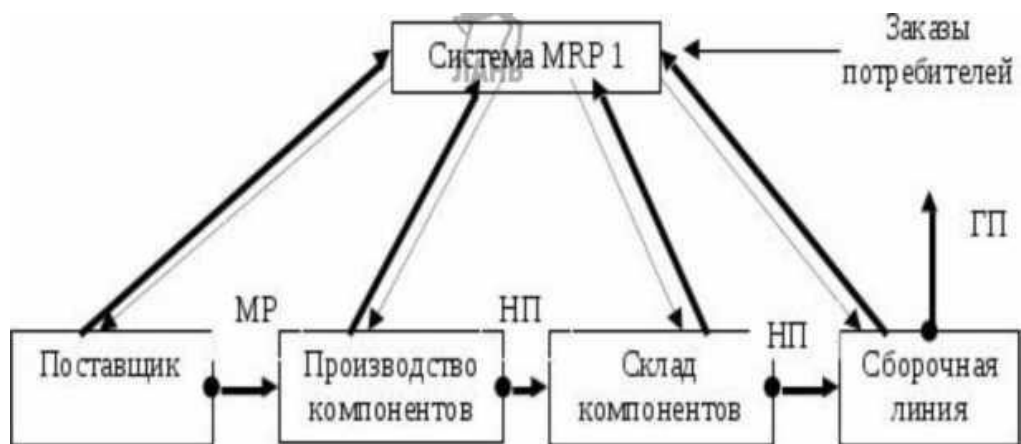 Заказы
потребителей
Система MRP 1
ГП
МР
НП
НП
Поставщик
Производство
компонентов
Склад
компонентов
Сборочная
линия